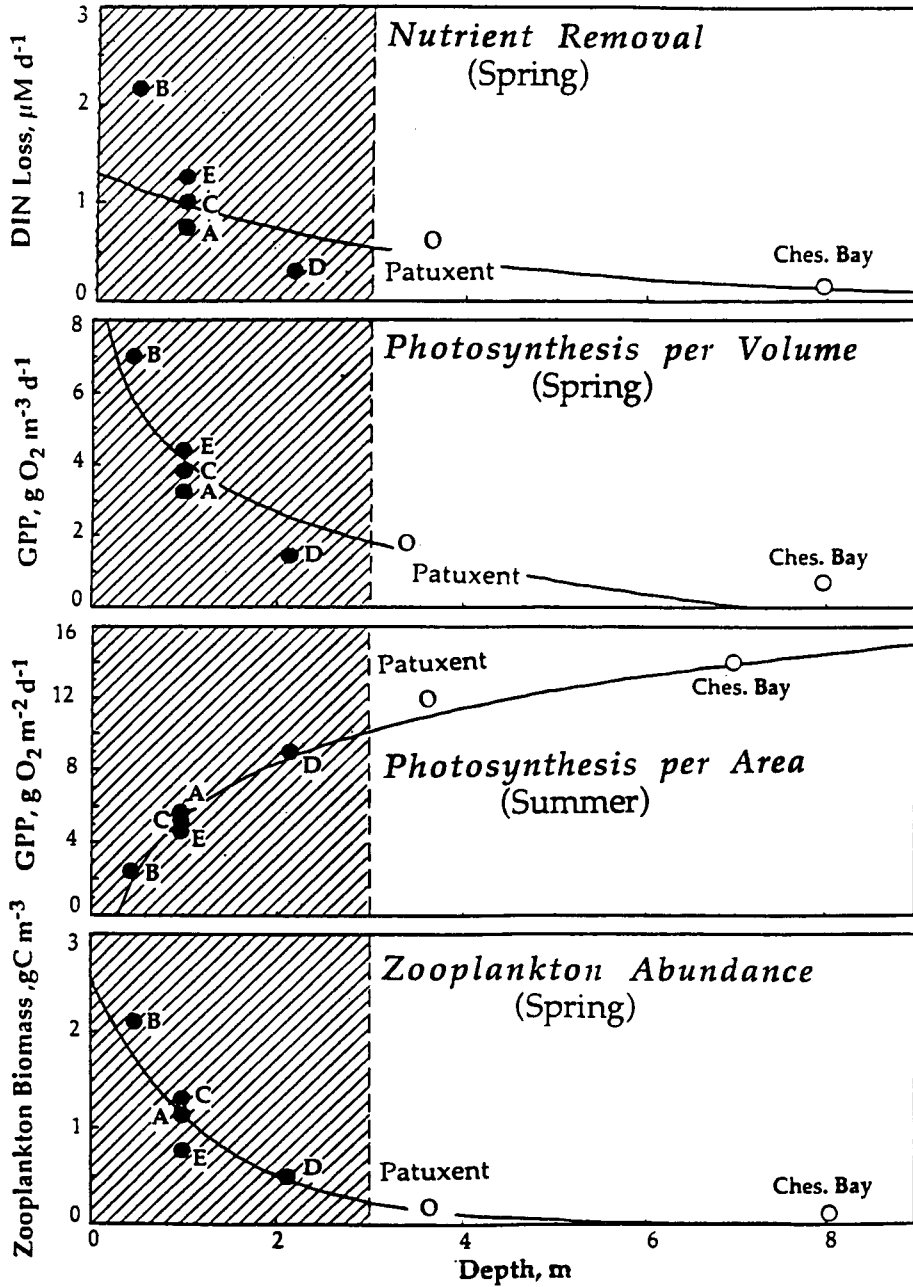 Nutrient Removal
(Spring)
DIN Loss, μM d⁻¹
3
2
1
0
B
E
C
A
D
Patuxent
Ches. Bay
Photosynthesis per Volume
(Spring)
GPP, g O₂ m⁻³ d⁻¹
8
6
4
2
0
B
E
C
A
D
Patuxent
Ches. Bay
Photosynthesis per Area
(Summer)
GPP, g O₂ m⁻² d⁻¹
16
12
8
4
0
Patuxent
Ches. Bay
D
A
C
E
B
Zooplankton Abundance
(Spring)
Zooplankton Biomass ,gC m⁻³
3
2
1
0
B
C
A
E
D
Patuxent
Ches. Bay
0 2 4 6 8
Depth, m